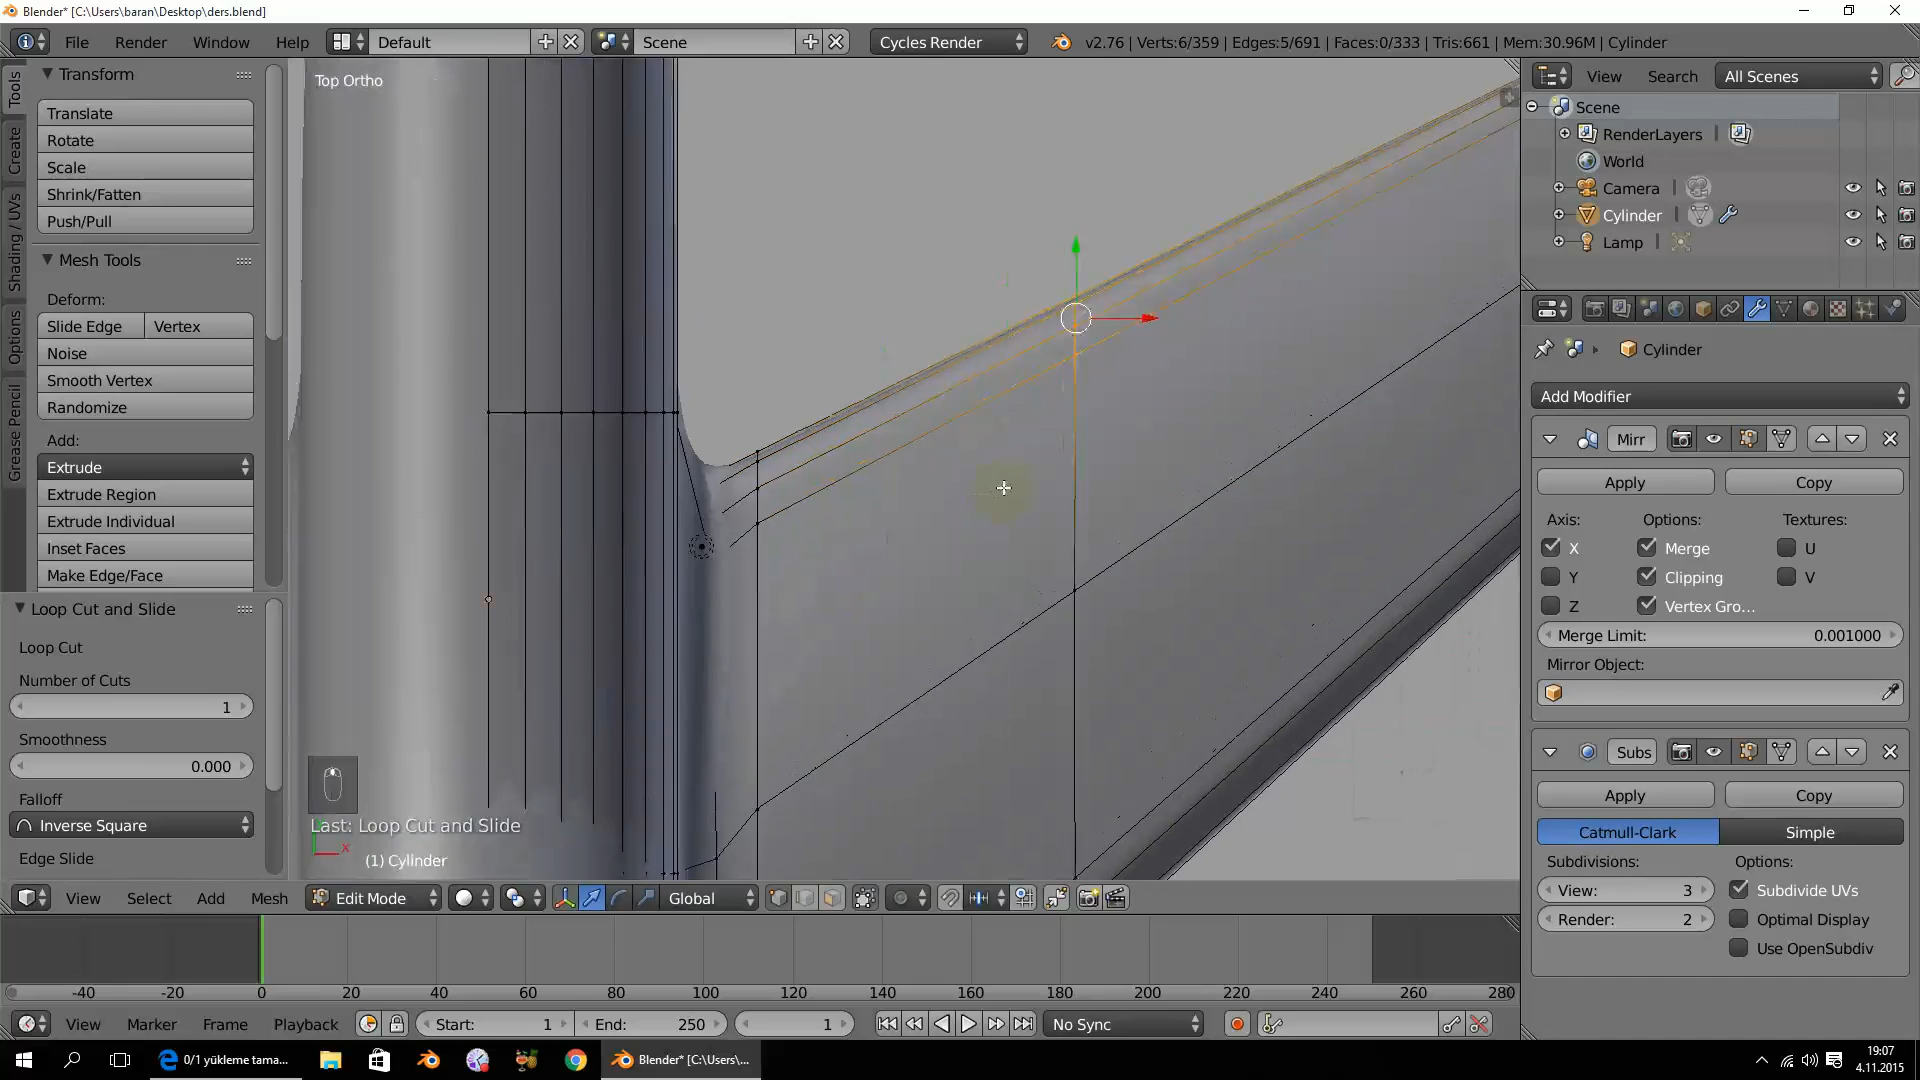 Blender* [C:\Users\baran\Desktop\ders.blend]
File Render Window Help Default Scene Cycles Render v2.76 | Verts:6/359 | Edges:5/691 | Faces:0/333 | Tris:661 | Mem:30.96M | Cylinder
Tools
Create
Shading / UVs
Options
Grease Pencil
Transform
Translate
Rotate
Scale
Shrink/Fatten
Push/Pull
Mesh Tools
Deform:
Slide Edge Vertex
Noise
Smooth Vertex
Randomize
Add:
Extrude
Extrude Region
Extrude Individual
Inset Faces
Make Edge/Face
Loop Cut and Slide
Loop Cut
Number of Cuts
1
Smoothness
0.000
Falloff
Inverse Square
Edge Slide
Top Ortho
Last: Loop Cut and Slide
x
(1) Cylinder
View Select Add Mesh Edit Mode Global
-40 -20 0 20 40 60 80 100 120 140 160 180 200 220 240 260 280
View Marker Frame Playback Start: 1 End: 250 1 No Sync
View Search All Scenes
Scene
RenderLayers |
World
Camera |
Cylinder |
Lamp |
Cylinder
Add Modifier
Mirr
Apply Copy
Axis: Options: Textures:
X Merge U
Y Clipping V
Z Vertex Gro...
Merge Limit: 0.001000
Mirror Object:
Subs
Apply Copy
Catmull-Clark Simple
Subdivisions: Options:
View: 3 Subdivide UVs
Render: 2 Optimal Display
Use OpenSubdiv
0/1 yükleme tama...
Blender* [C:\Users\...
19:07
4.11.2015